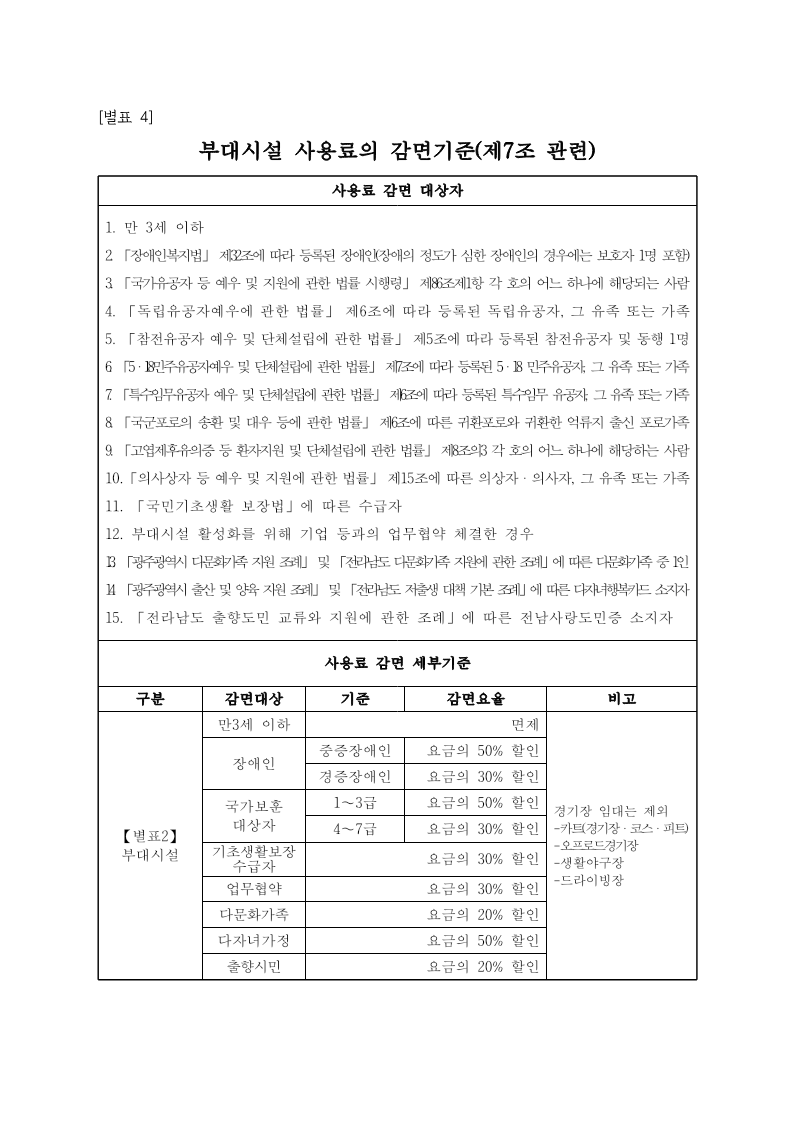 [별표 4]
부대시설 사용료의 감면기준(제7조 관련)
사용료 감면 대상자
1. 만 3세 이하
2. 「장애인복지법」 제32조에 따라 등록된 장애인(장애의 정도가 심한 장애인의 경우에는 보호자 1명 포함)
3. 「국가유공자 등 예우 및 지원에 관한 법률 시행령」 제86조제1항 각 호의 어느 하나에 해당되는 사람
4. 「독립유공자예우에 관한 법률」 제6조에 따라 등록된 독립유공자, 그 유족 또는 가족
5. 「참전유공자 예우 및 단체설립에 관한 법률」 제5조에 따라 등록된 참전유공자 및 동행 1명
6. 「5·18민주유공자예우 및 단체설립에 관한 법률」 제7조에 따라 등록된 5·18 민주유공자, 그 유족 또는 가족
7. 「특수임무유공자 예우 및 단체설립에 관한 법률」 제6조에 따라 등록된 특수임무 유공자, 그 유족 또는 가족
8. 「국군포로의 송환 및 대우 등에 관한 법률」 제6조에 따른 귀환포로와 귀환한 억류지 출신 포로가족
9. 「고엽제후유의증 등 환자지원 및 단체설립에 관한 법률」 제8조의3 각 호의 어느 하나에 해당하는 사람
10.「의사상자 등 예우 및 지원에 관한 법률」 제15조에 따른 의상자·의사자, 그 유족 또는 가족
11. 「국민기초생활 보장법」에 따른 수급자
12. 부대시설 활성화를 위해 기업 등과의 업무협약 체결한 경우
13. 「광주광역시 다문화가족 지원 조례」 및 「전라남도 다문화가족 지원에 관한 조례」에 따른 다문화가족 중 1인
14. 「광주광역시 출산 및 양육 지원 조례」 및 「전라남도 저출생 대책 기본 조례」에 따른 다자녀행복카드 소지자
15. 「전라남도 출향도민 교류와 지원에 관한 조례」에 따른 전남사랑도민증 소지자
사용료 감면 세부기준
구분 감면대상 기준 감면요율 비고
【별표2】
부대시설
만3세 이하 면제
장애인
중증장애인 요금의 50% 할인
경증장애인 요금의 30% 할인
국가보훈
대상자
1~3급 요금의 50% 할인
4~7급 요금의 30% 할인
기초생활보장
수급자
요금의 30% 할인
업무협약 요금의 30% 할인
다문화가족 요금의 20% 할인
다자녀가정 요금의 50% 할인
출향시민 요금의 20% 할인
경기장 임대는 제외
-카트(경기장·코스·피트)
-오프로드경기장
-생활야구장
-드라이빙장